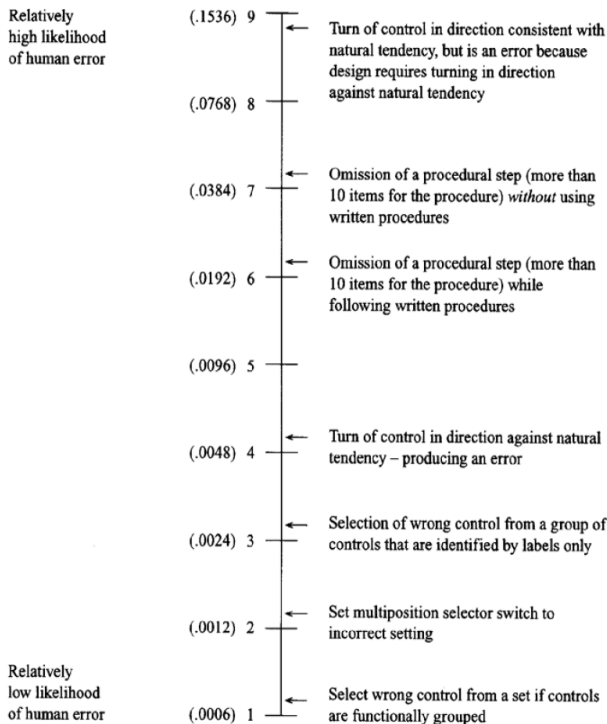 Relatively
high likelihood
of human error
(.1536) 9
Turn of control in direction consistent with
natural tendency, but is an error because
design requires turning in direction
against natural tendency
(.0768) 8
Omission of a procedural step (more than
10 items for the procedure) without using
written procedures
(.0384) 7
Omission of a procedural step (more than
10 items for the procedure) while
following written procedures
(.0192) 6
(.0096) 5
Turn of control in direction against natural
tendency – producing an error
(.0048) 4
Selection of wrong control from a group of
controls that are identified by labels only
(.0024) 3
Set multiposition selector switch to
incorrect setting
(.0012) 2
Relatively
low likelihood
of human error
Select wrong control from a set if controls
are functionally grouped
(.0006) 1